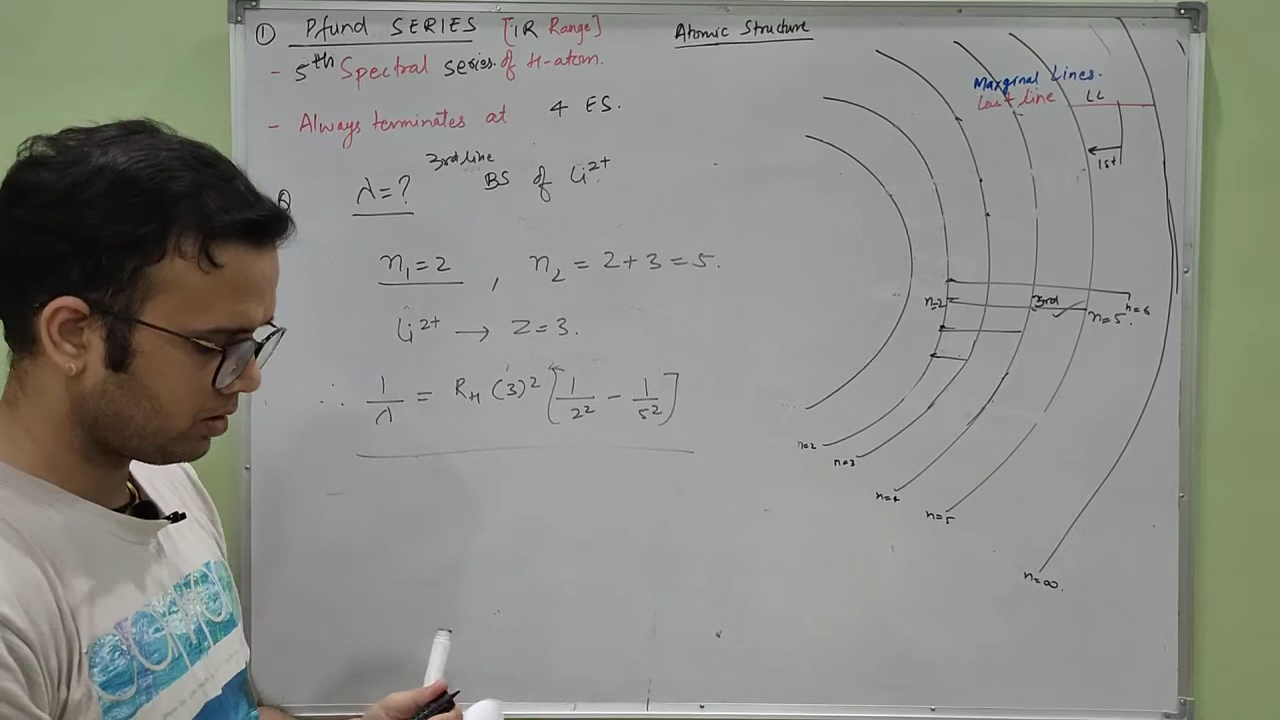 ① Pfund SERIES [IR Range]
Atomic Structure
- 5th Spectral series of H-atom.
- Always terminates at 4 ES.
Marginal Lines.
Last line LL
1st
Q λ=? 3rd line BS of Li2+
n1=2, n2=2+3=5.
Li2+ → Z=3.
∴ 1/λ = RH (3)2 [1/22 - 1/52]
n=2
3rd
n=5
n=6
n=2
n=3
n=4
n=5
n=∞.